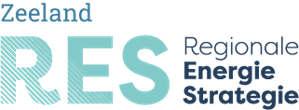 Zeeland
RES
Regionale
Energie
Strategie